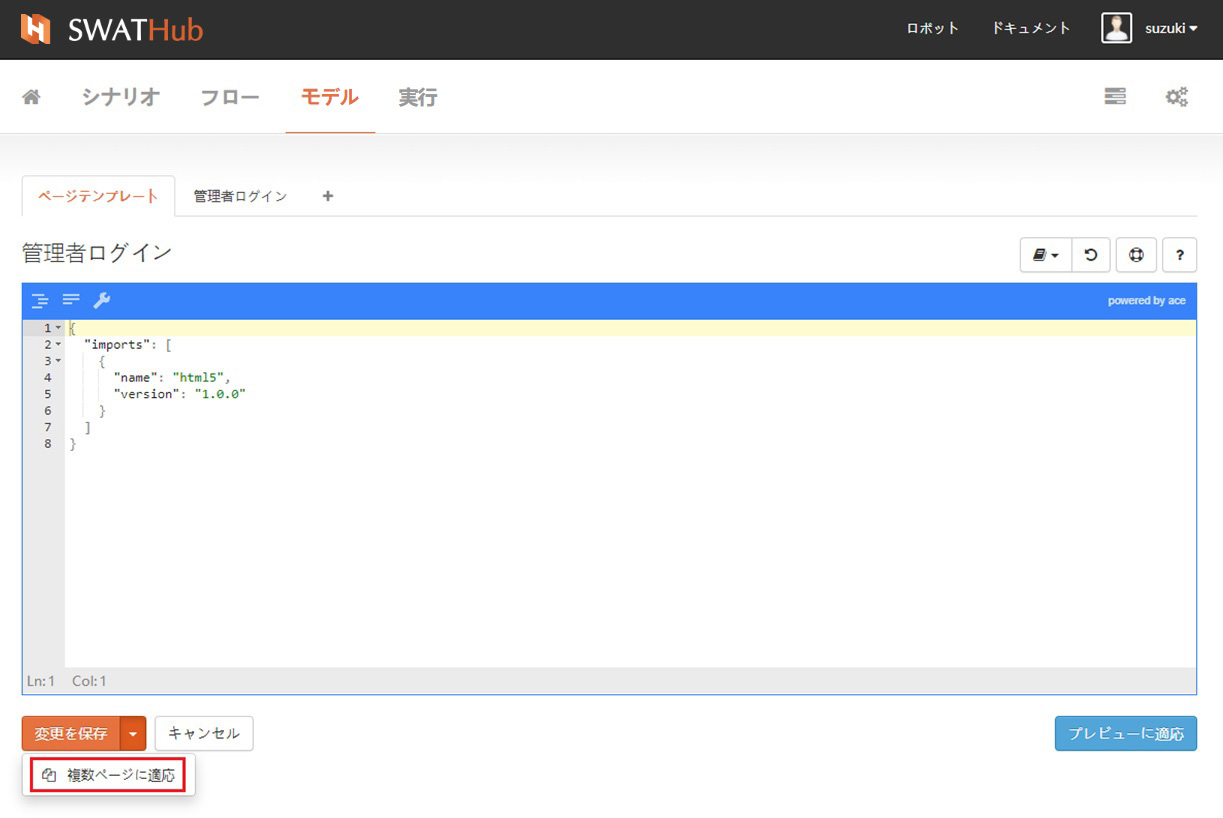 SWATHub
ロボット ドキュメント suzuki
シナリオ フロー モデル 実行
ページテンプレート 管理者ログイン +
管理者ログイン
?
powered by ace
1 {
2 "imports": [
3 {
4 "name": "html5",
5 "version": "1.0.0"
6 }
7 ]
8 }
Ln:1 Col:1
変更を保存 キャンセル プレビューに適応
複数ページに適応